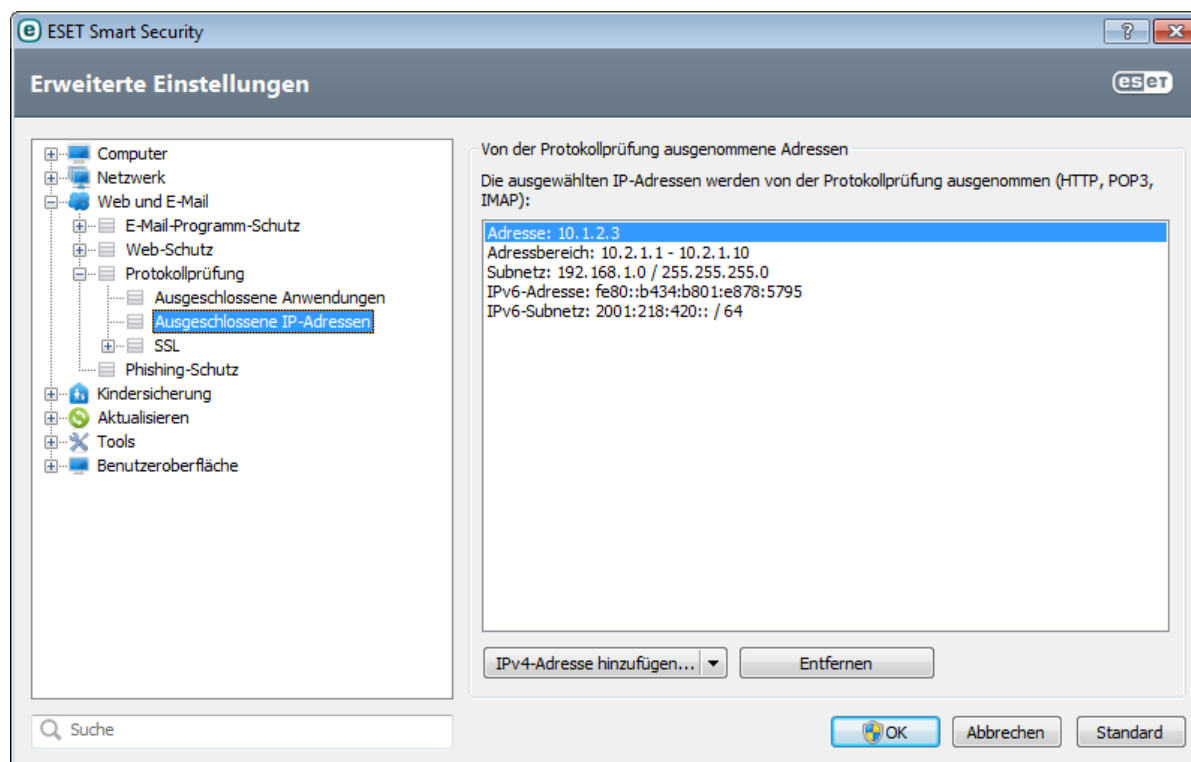 ESET Smart Security
Erweiterte Einstellungen
eseT
Computer
Netzwerk
Web und E-Mail
E-Mail-Programm-Schutz
Web-Schutz
Protokollprüfung
Ausgeschlossene Anwendungen
Ausgeschlossene IP-Adressen
SSL
Phishing-Schutz
Kindersicherung
Aktualisieren
Tools
Benutzeroberfläche
Suche
Von der Protokollprüfung ausgenommene Adressen
Die ausgewählten IP-Adressen werden von der Protokollprüfung ausgenommen (HTTP, POP3,
IMAP):
Adresse: 10.1.2.3
Adressbereich: 10.2.1.1 - 10.2.1.10
Subnetz: 192.168.1.0 / 255.255.255.0
IPv6-Adresse: fe80::b434:b801:e878:5795
IPv6-Subnetz: 2001:218:420:: / 64
IPv4-Adresse hinzufügen...
Entfernen
OK
Abbrechen
Standard